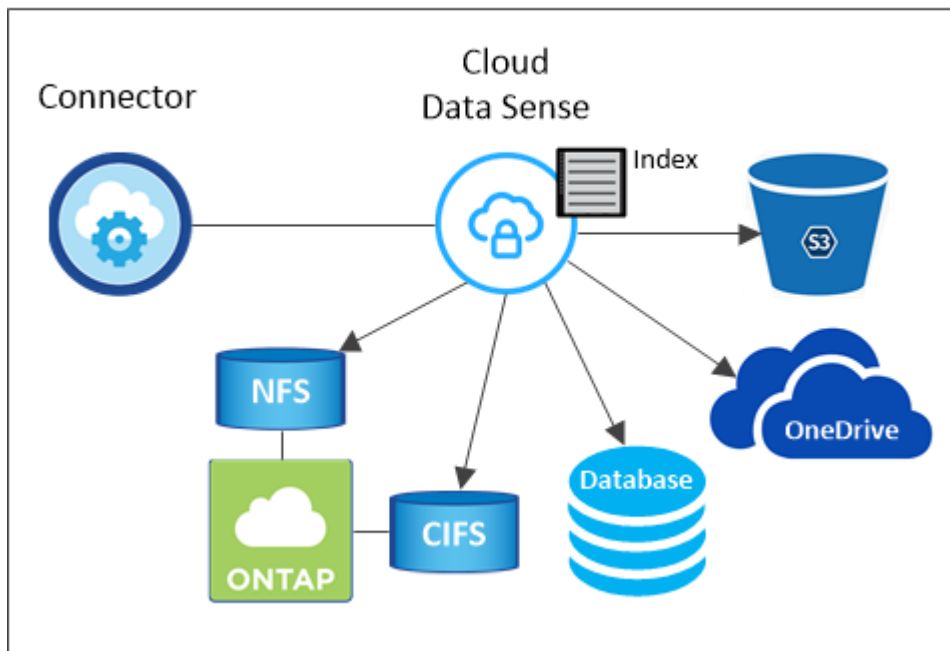 Connector
Cloud
Data Sense
Index
S3
NFS
OneDrive
Database
CIFS
ONTAP